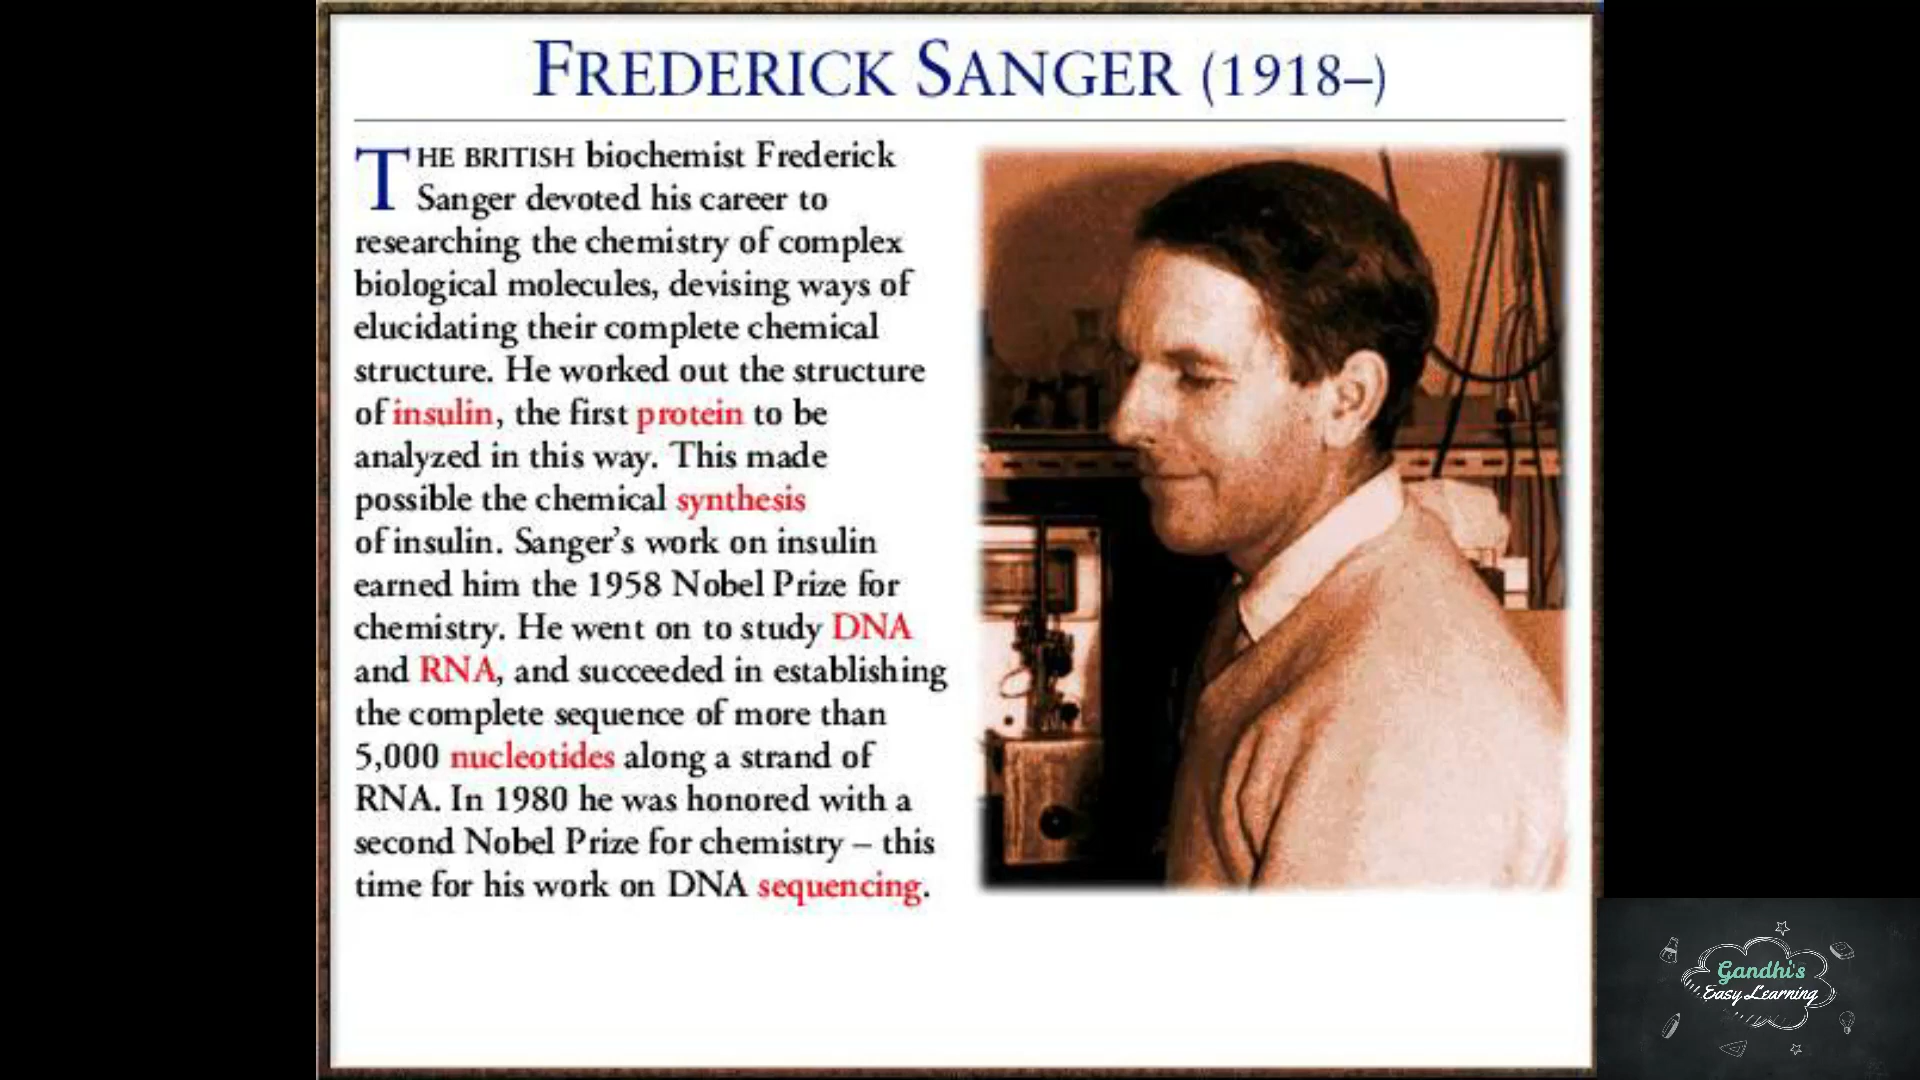 FREDERICK SANGER (1918–)
THE BRITISH biochemist Frederick
Sanger devoted his career to
researching the chemistry of complex
biological molecules, devising ways of
elucidating their complete chemical
structure. He worked out the structure
of insulin, the first protein to be
analyzed in this way. This made
possible the chemical synthesis
of insulin. Sanger's work on insulin
earned him the 1958 Nobel Prize for
chemistry. He went on to study DNA
and RNA, and succeeded in establishing
the complete sequence of more than
5,000 nucleotides along a strand of
RNA. In 1980 he was honored with a
second Nobel Prize for chemistry – this
time for his work on DNA sequencing.
Gandhi's
Easy Learning